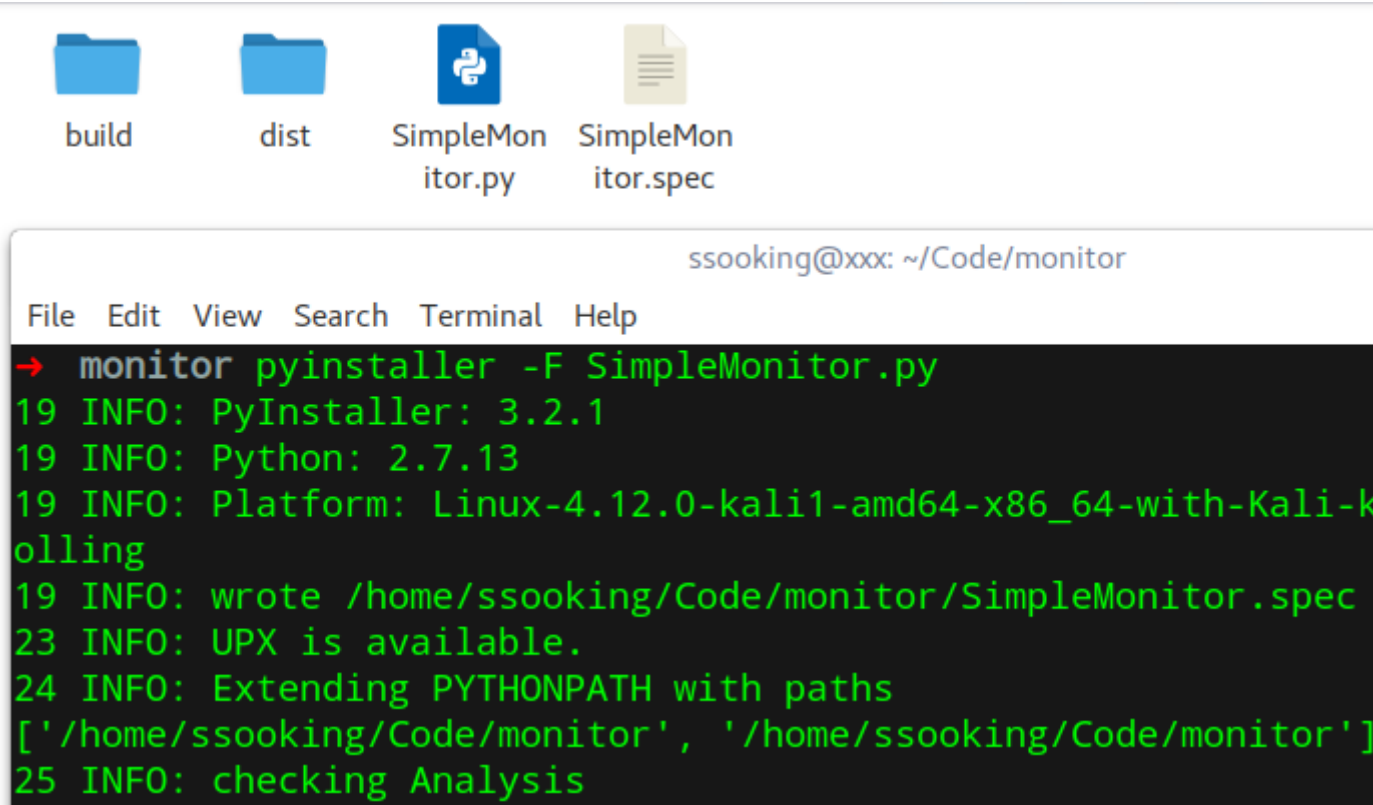 build dist SimpleMon SimpleMon
itor.py itor.spec
ssooking@xxx: ~/Code/monitor
File Edit View Search Terminal Help
→ monitor pyinstaller -F SimpleMonitor.py
19 INFO: PyInstaller: 3.2.1
19 INFO: Python: 2.7.13
19 INFO: Platform: Linux-4.12.0-kali1-amd64-x86_64-with-Kali-k
olling
19 INFO: wrote /home/ssooking/Code/monitor/SimpleMonitor.spec
23 INFO: UPX is available.
24 INFO: Extending PYTHONPATH with paths
['/home/ssooking/Code/monitor', '/home/ssooking/Code/monitor']
25 INFO: checking Analysis